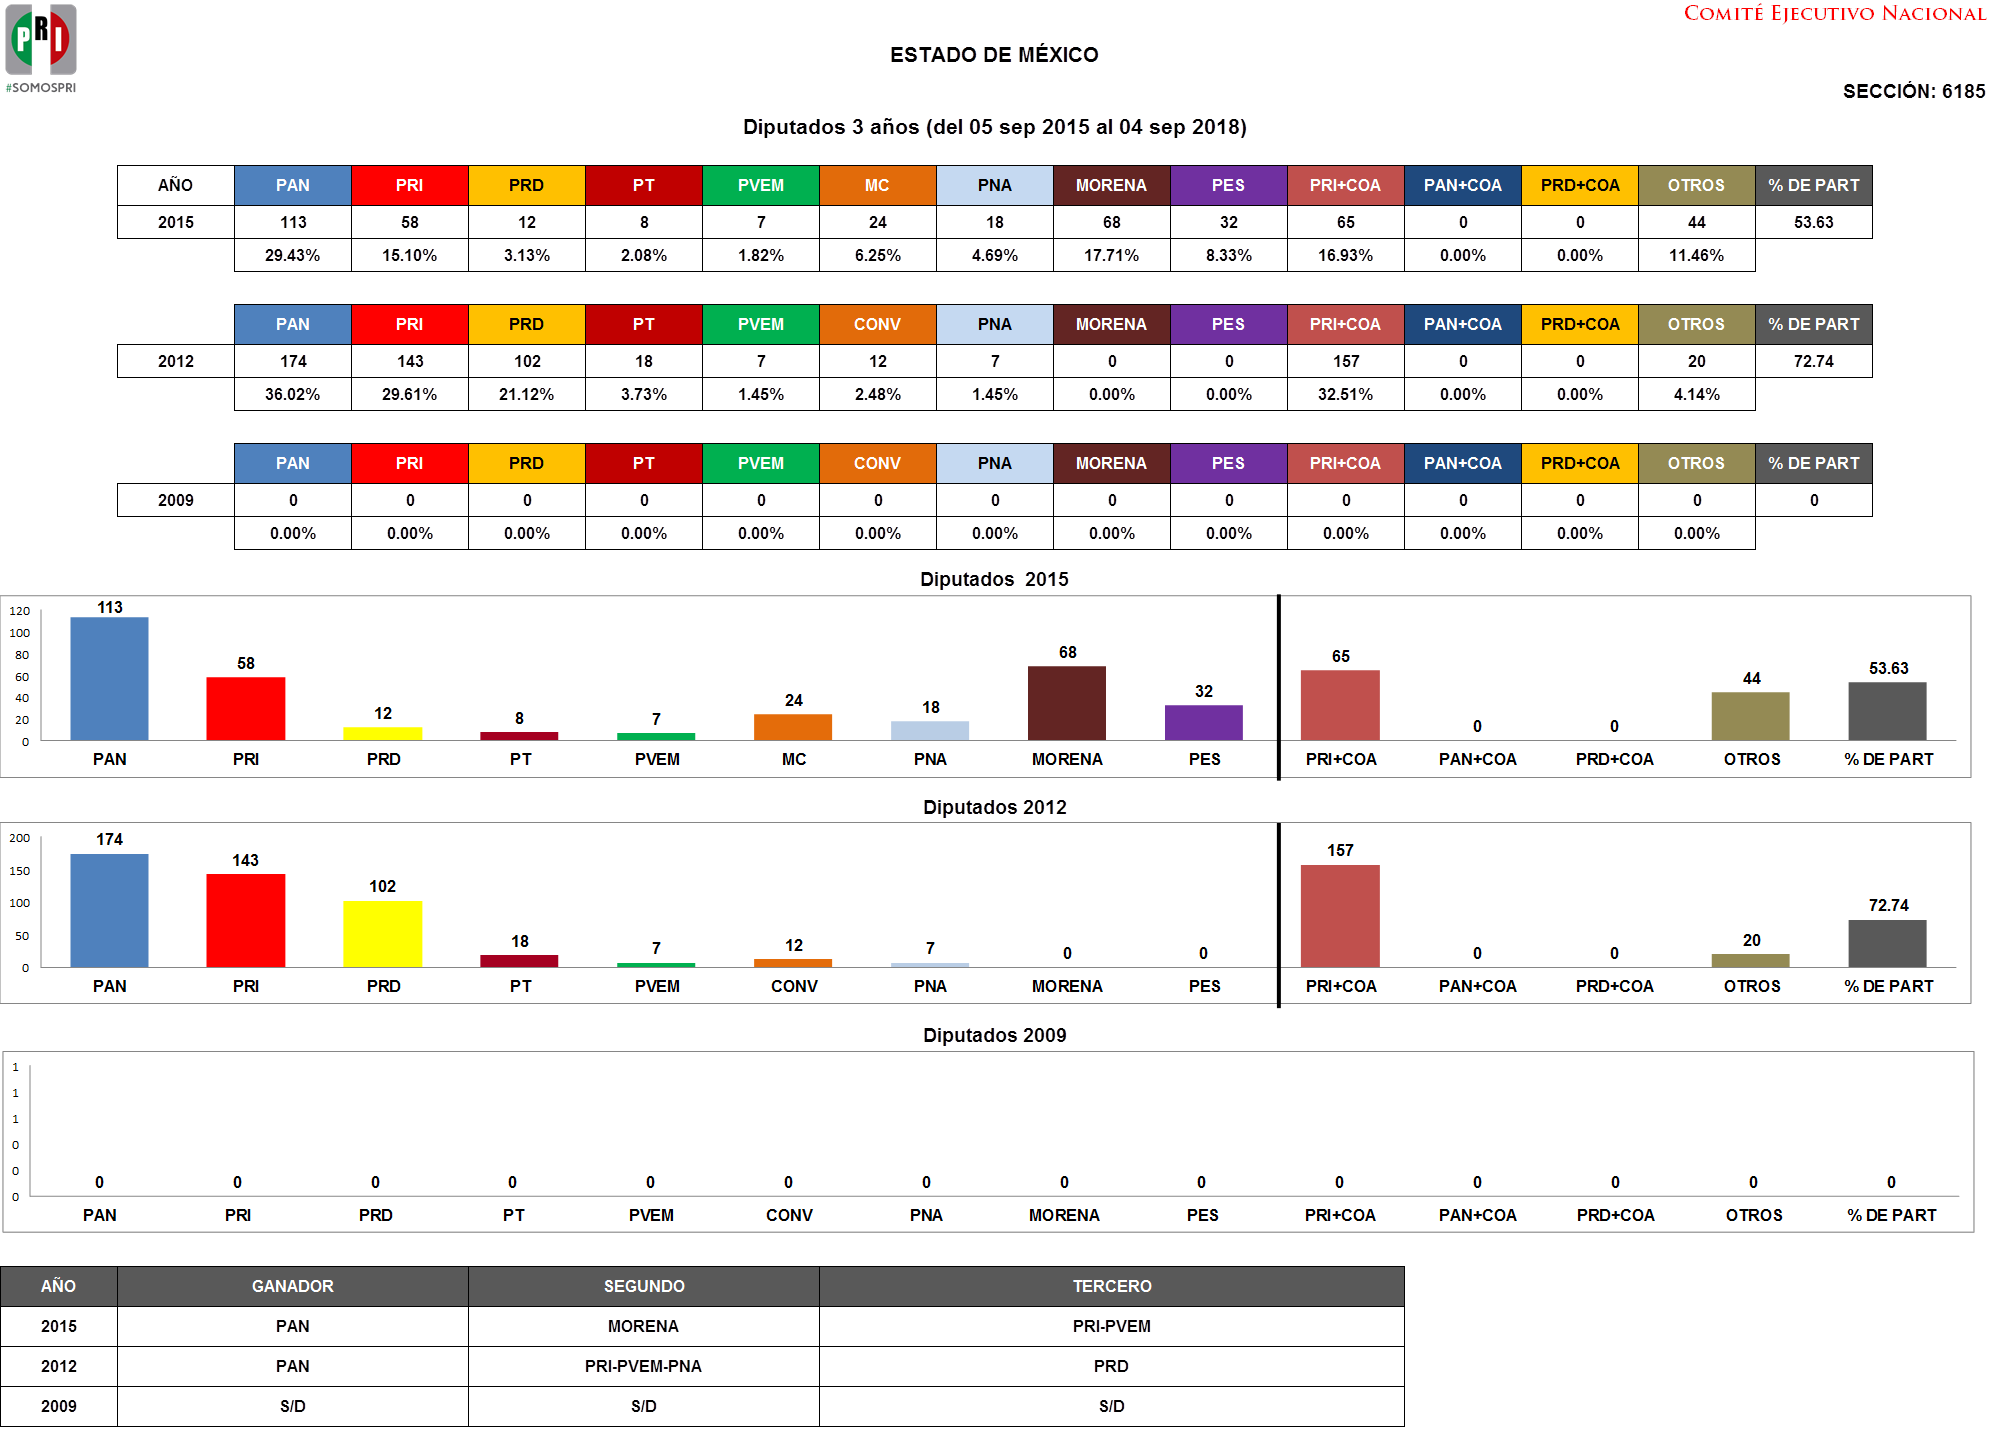 PRI
#SOMOSPRI
COMITÉ EJECUTIVO NACIONAL
ESTADO DE MÉXICO
SECCIÓN: 6185
Diputados 3 años (del 05 sep 2015 al 04 sep 2018)
AÑO PAN PRI PRD PT PVEM MC PNA MORENA PES PRI+COA PAN+COA PRD+COA OTROS % DE PART
2015 113 58 12 8 7 24 18 68 32 65 0 0 44 53.63
29.43% 15.10% 3.13% 2.08% 1.82% 6.25% 4.69% 17.71% 8.33% 16.93% 0.00% 0.00% 11.46%
PAN PRI PRD PT PVEM CONV PNA MORENA PES PRI+COA PAN+COA PRD+COA OTROS % DE PART
2012 174 143 102 18 7 12 7 0 0 157 0 0 20 72.74
36.02% 29.61% 21.12% 3.73% 1.45% 2.48% 1.45% 0.00% 0.00% 32.51% 0.00% 0.00% 4.14%
PAN PRI PRD PT PVEM CONV PNA MORENA PES PRI+COA PAN+COA PRD+COA OTROS % DE PART
2009 0 0 0 0 0 0 0 0 0 0 0 0 0 0
0.00% 0.00% 0.00% 0.00% 0.00% 0.00% 0.00% 0.00% 0.00% 0.00% 0.00% 0.00% 0.00%
Diputados 2015
120
100
80
60
40
20
0
113 58 12 8 7 24 18 68 32 65 0 0 44 53.63
PAN PRI PRD PT PVEM MC PNA MORENA PES PRI+COA PAN+COA PRD+COA OTROS % DE PART
Diputados 2012
200
150
100
50
0
174 143 102 18 7 12 7 0 0 157 0 0 20 72.74
PAN PRI PRD PT PVEM CONV PNA MORENA PES PRI+COA PAN+COA PRD+COA OTROS % DE PART
Diputados 2009
1
1
1
0
0
0
0 0 0 0 0 0 0 0 0 0 0 0 0 0
PAN PRI PRD PT PVEM CONV PNA MORENA PES PRI+COA PAN+COA PRD+COA OTROS % DE PART
AÑO GANADOR SEGUNDO TERCERO
2015 PAN MORENA PRI-PVEM
2012 PAN PRI-PVEM-PNA PRD
2009 S/D S/D S/D